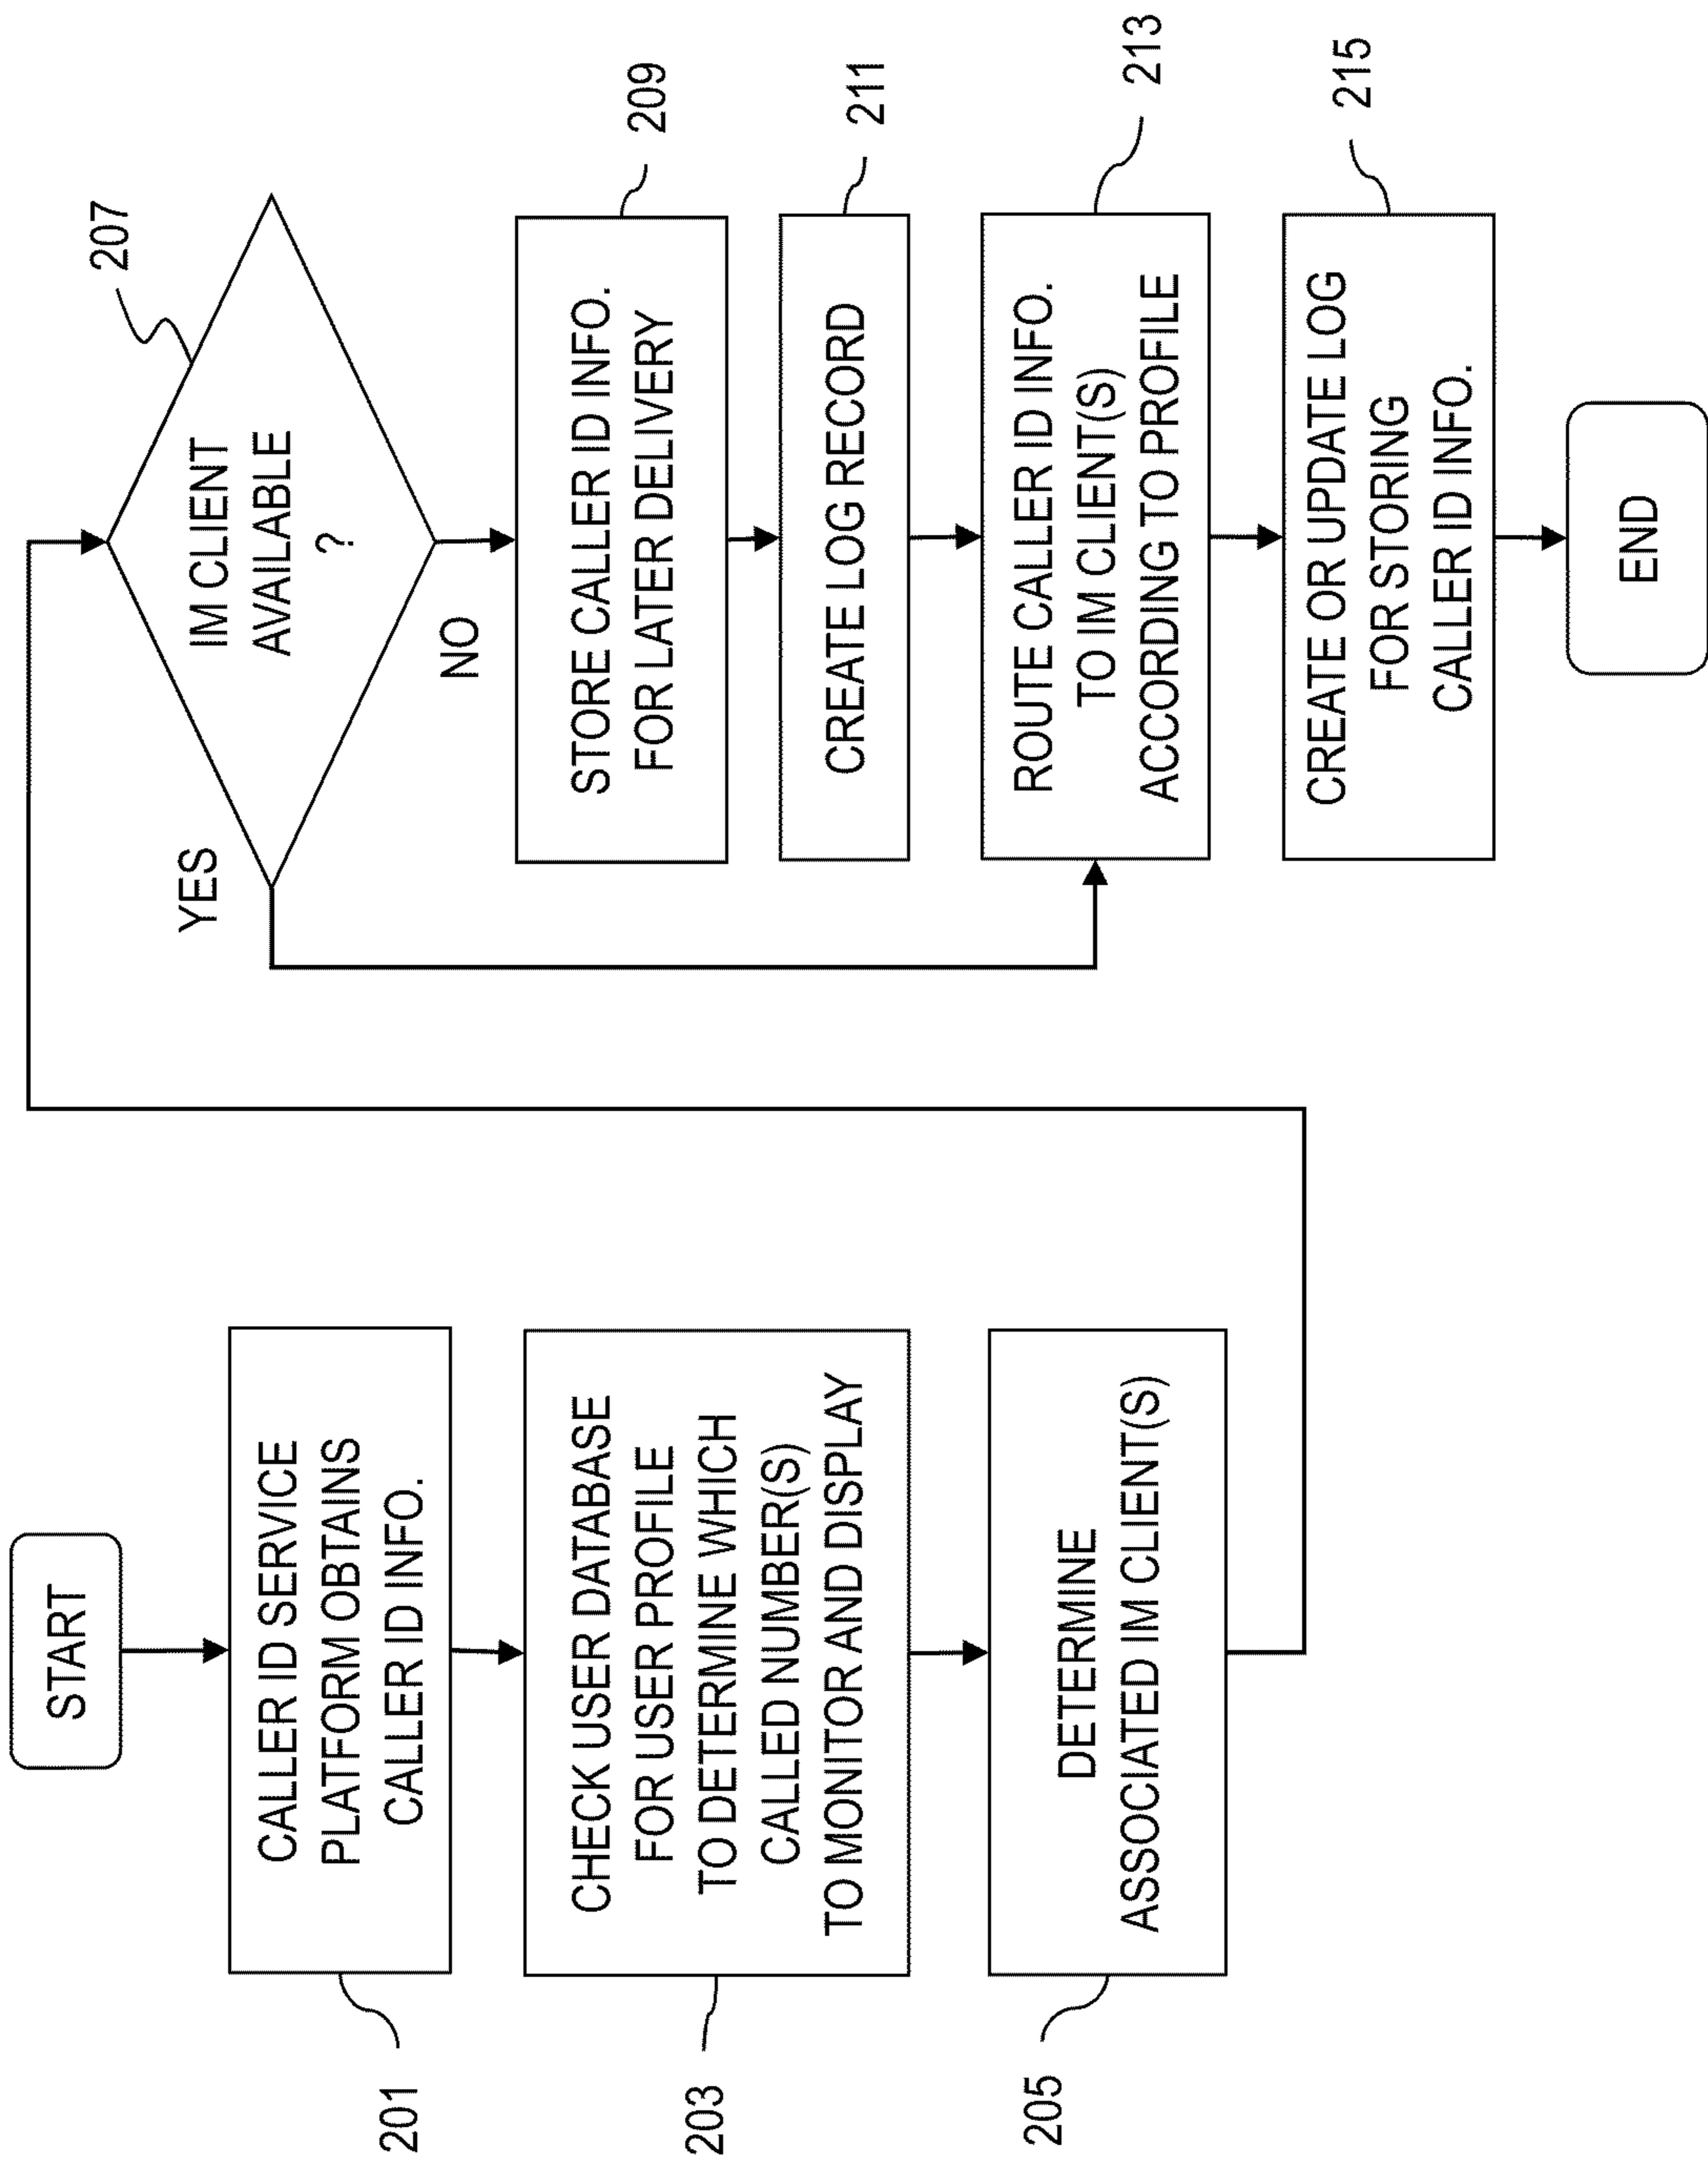 START
CALLER ID SERVICE
PLATFORM OBTAINS
CALLER ID INFO.
201
CHECK USER DATABASE
FOR USER PROFILE
TO DETERMINE WHICH
CALLED NUMBER(S)
TO MONITOR AND DISPLAY
203
DETERMINE
ASSOCIATED IM CLIENT(S)
205
207
IM CLIENT
AVAILABLE
?
YES
NO
STORE CALLER ID INFO.
FOR LATER DELIVERY
209
CREATE LOG RECORD
211
ROUTE CALLER ID INFO.
TO IM CLIENT(S)
ACCORDING TO PROFILE
213
CREATE OR UPDATE LOG
FOR STORING
CALLER ID INFO.
215
END